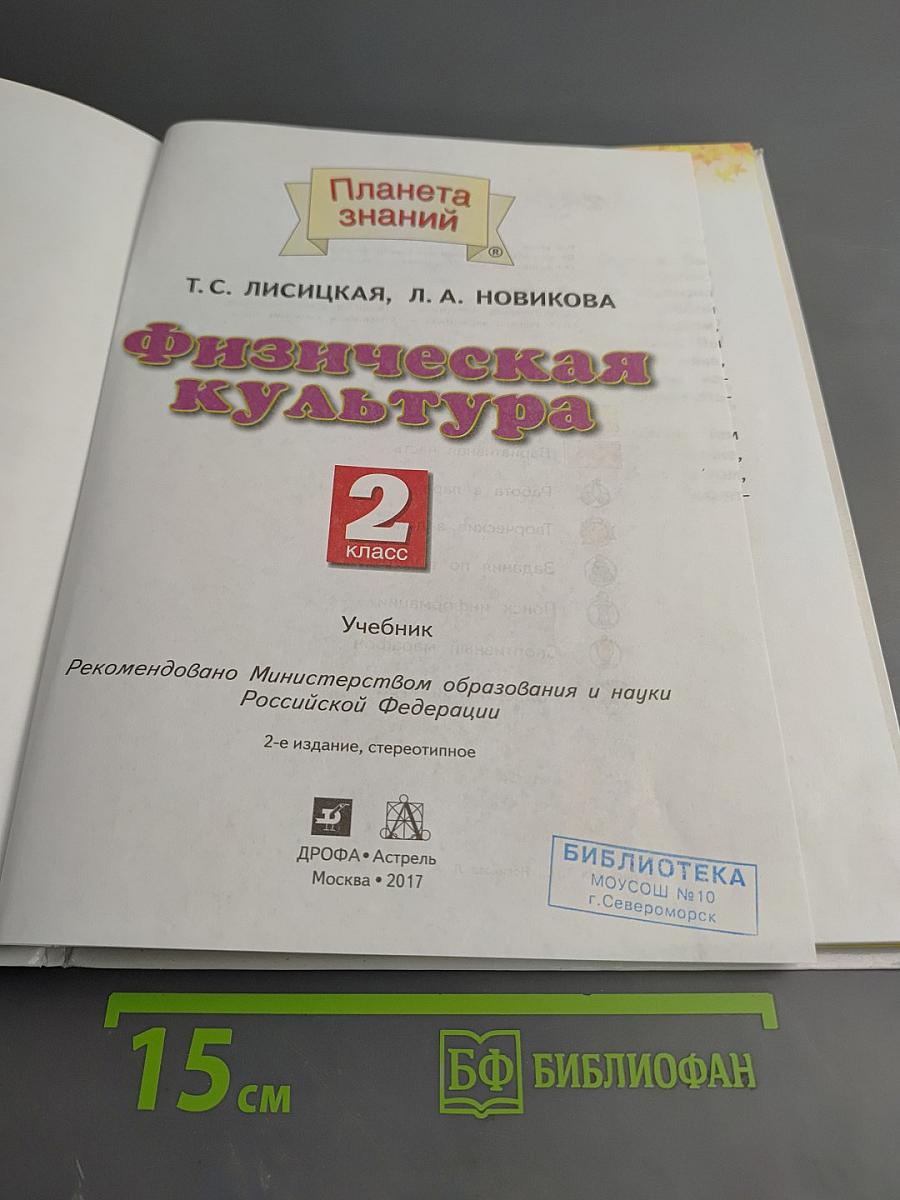 Планета
знаний
®
Т. С. ЛИСИЦКАЯ, Л. А. НОВИКОВА
Физическая
культура
2
класс
Учебник
Рекомендовано Министерством образования и науки
Российской Федерации
2-е издание, стереотипное
ДРОФА • Астрель
Москва • 2017
БИБЛИОТЕКА
МОУСОШ №10
г.Североморск
15 см
БФ БИБЛИОФАН